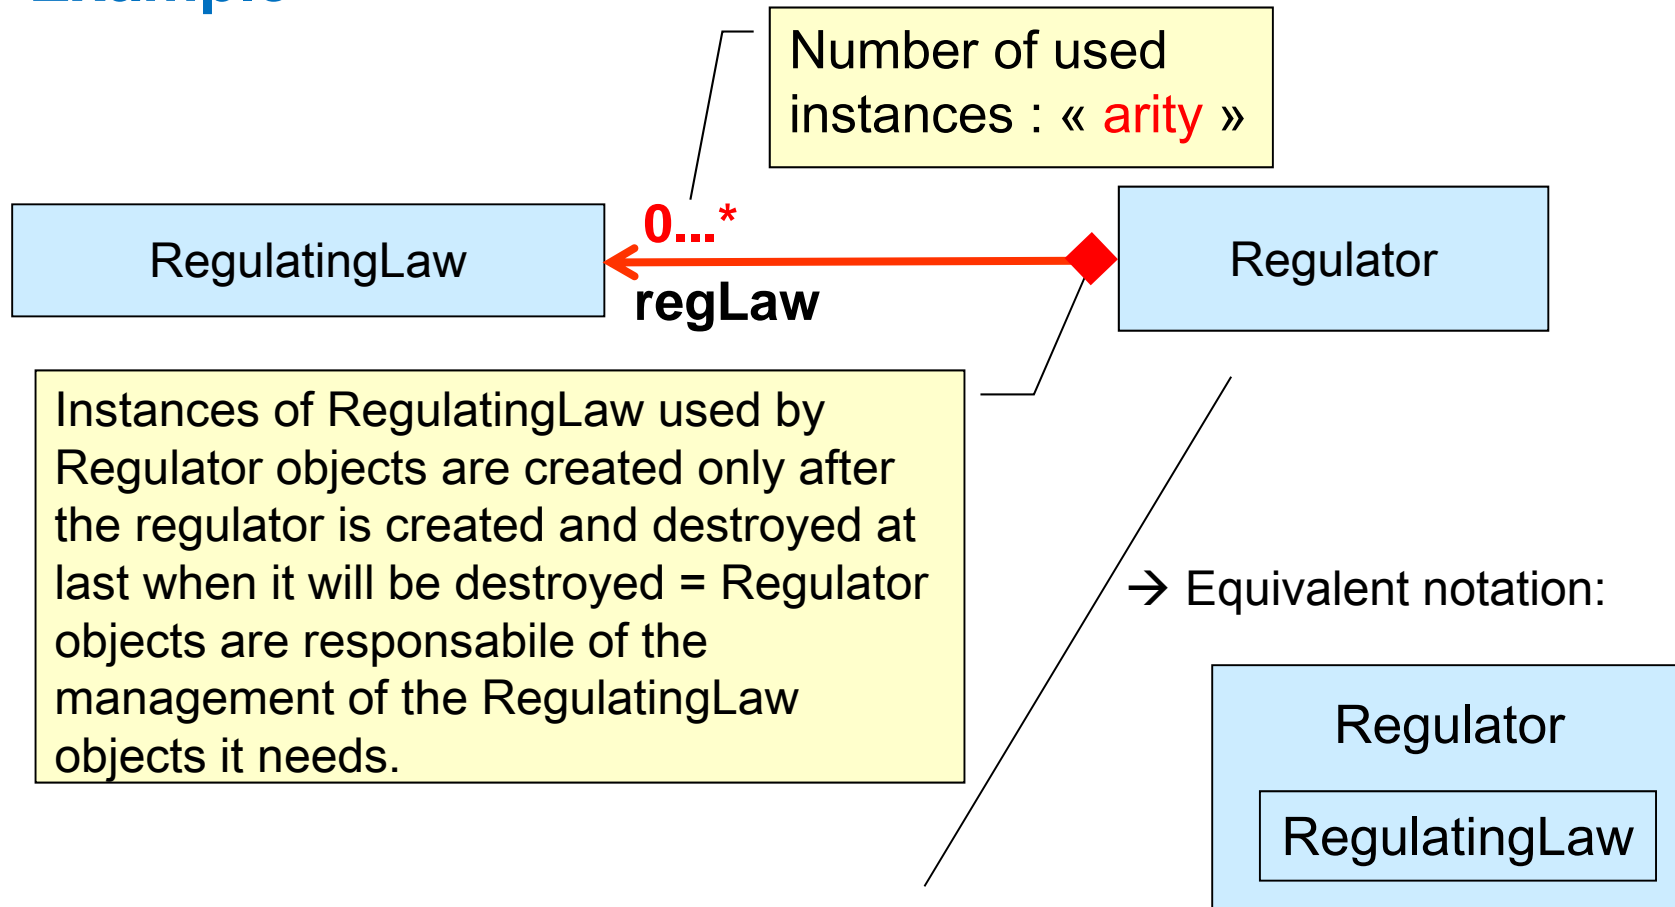 Example
Number of used
instances : « arity »
0...*
RegulatingLaw
Regulator
regLaw
Instances of RegulatingLaw used by
Regulator objects are created only after
the regulator is created and destroyed at
last when it will be destroyed = Regulator
objects are responsabile of the
management of the RegulatingLaw
objects it needs.
→ Equivalent notation:
Regulator
RegulatingLaw